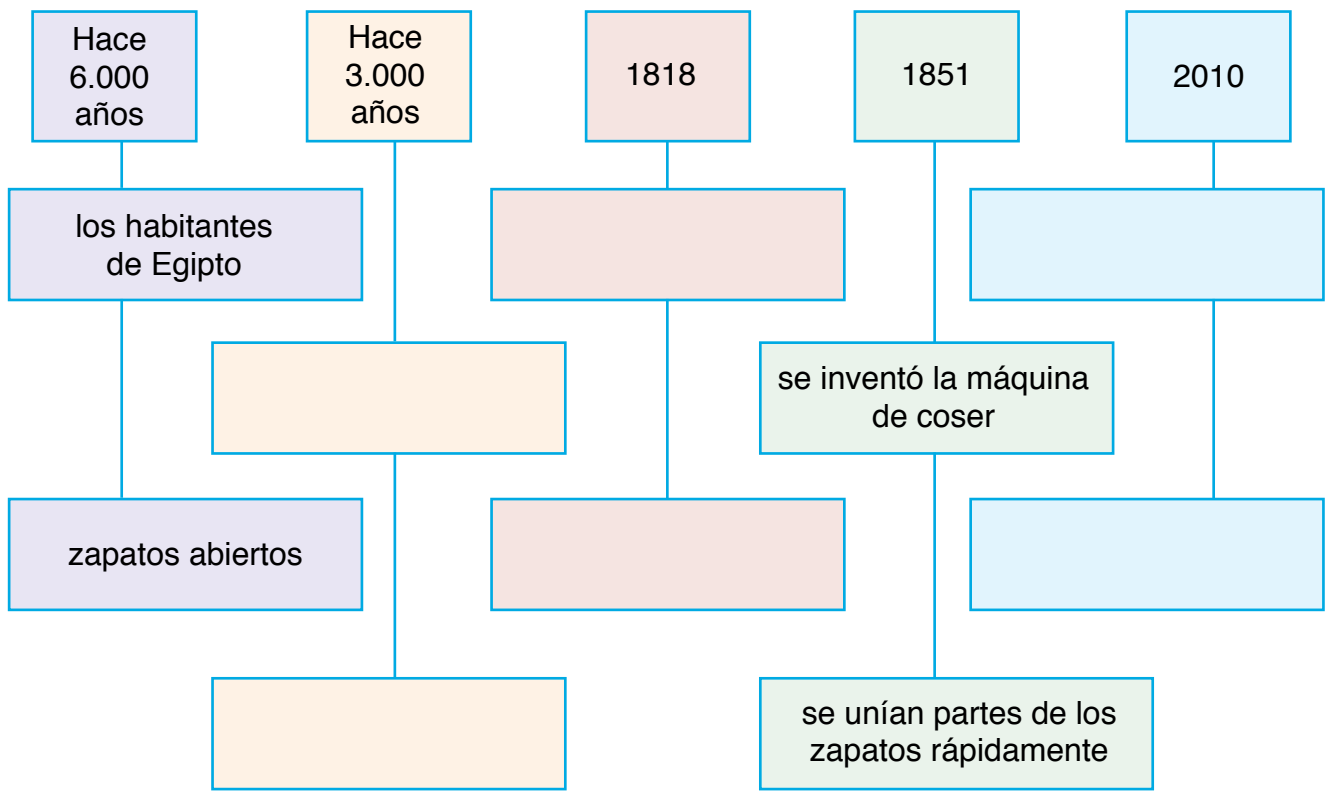 Hace
6.000
años
Hace
3.000
años
1818
1851
2010
los habitantes
de Egipto
se inventó la máquina
de coser
zapatos abiertos
se unían partes de los
zapatos rápidamente